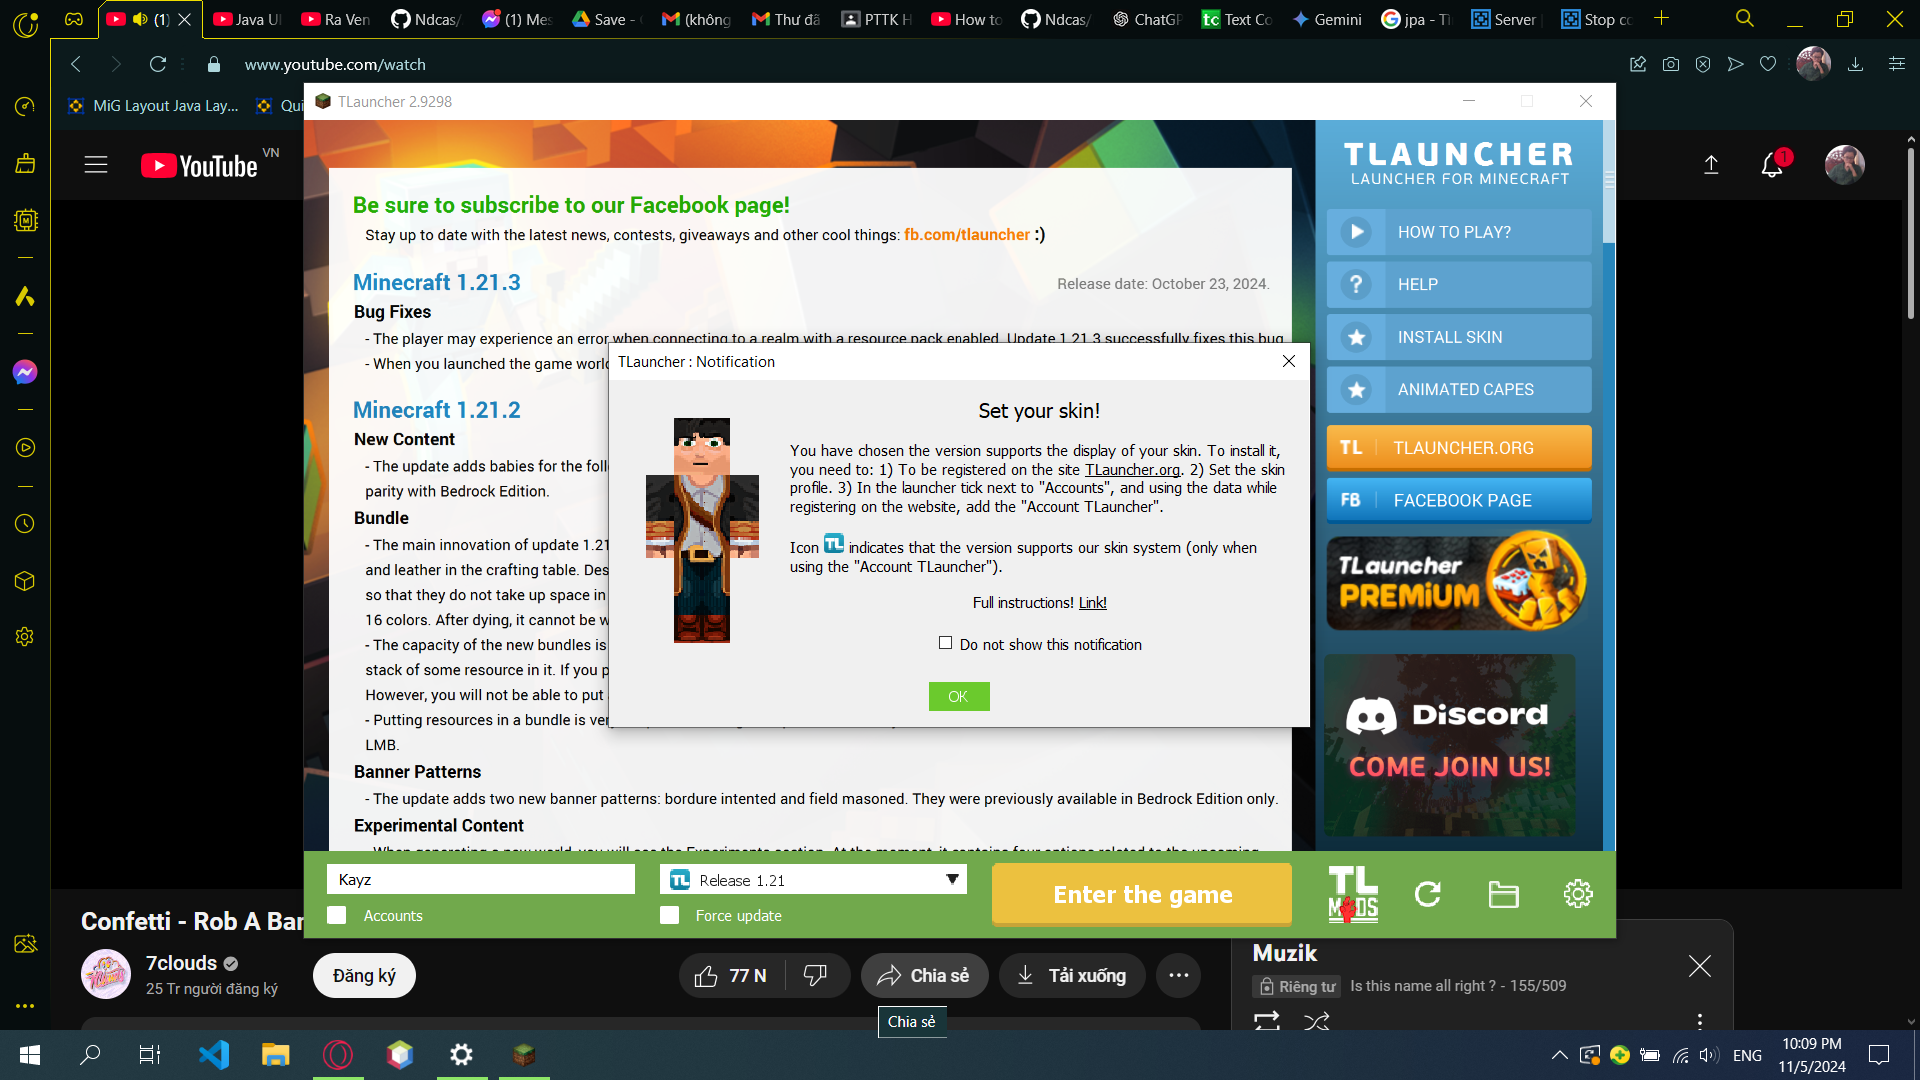 (1)
Java UI
Ra Ven
Ndcas/
(1) Mes
Save -
(không
Thư đã
PTTK H
How to
Ndcas/
ChatGP
Text Co
Gemini
jpa - Ti
Server
Stop co
www.youtube.com/watch
MiG Layout Java Lay...
Qui
YouTube VN
1
TLauncher 2.9298
Be sure to subscribe to our Facebook page!
Stay up to date with the latest news, contests, giveaways and other cool things: fb.com/tlauncher :)
Minecraft 1.21.3
Release date: October 23, 2024.
Bug Fixes
- The player may experience an error when connecting to a realm with a resource pack enabled. Update 1.21.3 successfully fixes this bug
- When you launched the game world
Minecraft 1.21.2
New Content
- The update adds babies for the foll
parity with Bedrock Edition.
Bundle
- The main innovation of update 1.21
and leather in the crafting table. Des
so that they do not take up space in
16 colors. After dying, it cannot be w
- The capacity of the new bundles is
stack of some resource in it. If you p
However, you will not be able to put
- Putting resources in a bundle is ver
LMB.
Banner Patterns
- The update adds two new banner patterns: bordure intented and field masoned. They were previously available in Bedrock Edition only.
Experimental Content
TLAUNCHER
LAUNCHER FOR MINECRAFT
HOW TO PLAY?
HELP
INSTALL SKIN
ANIMATED CAPES
TL TLAUNCHER.ORG
FB FACEBOOK PAGE
TLauncher
PREMIUM
Discord
COME JOIN US!
TLauncher : Notification
Set your skin!
You have chosen the version supports the display of your skin. To install it,
you need to: 1) To be registered on the site TLauncher.org. 2) Set the skin
profile. 3) In the launcher tick next to "Accounts", and using the data while
registering on the website, add the "Account TLauncher".
Icon TL indicates that the version supports our skin system (only when
using the "Account TLauncher").
Full instructions! Link!
Do not show this notification
OK
Kayz
TL Release 1.21
Accounts
Force update
Enter the game
TL
MODS
Confetti - Rob A Ban
7clouds
25 Tr người đăng ký
Đăng ký
77 N
Chia sẻ
Tải xuống
Chia sẻ
Muzik
Riêng tư
Is this name all right ? - 155/509
ENG
10:09 PM
11/5/2024